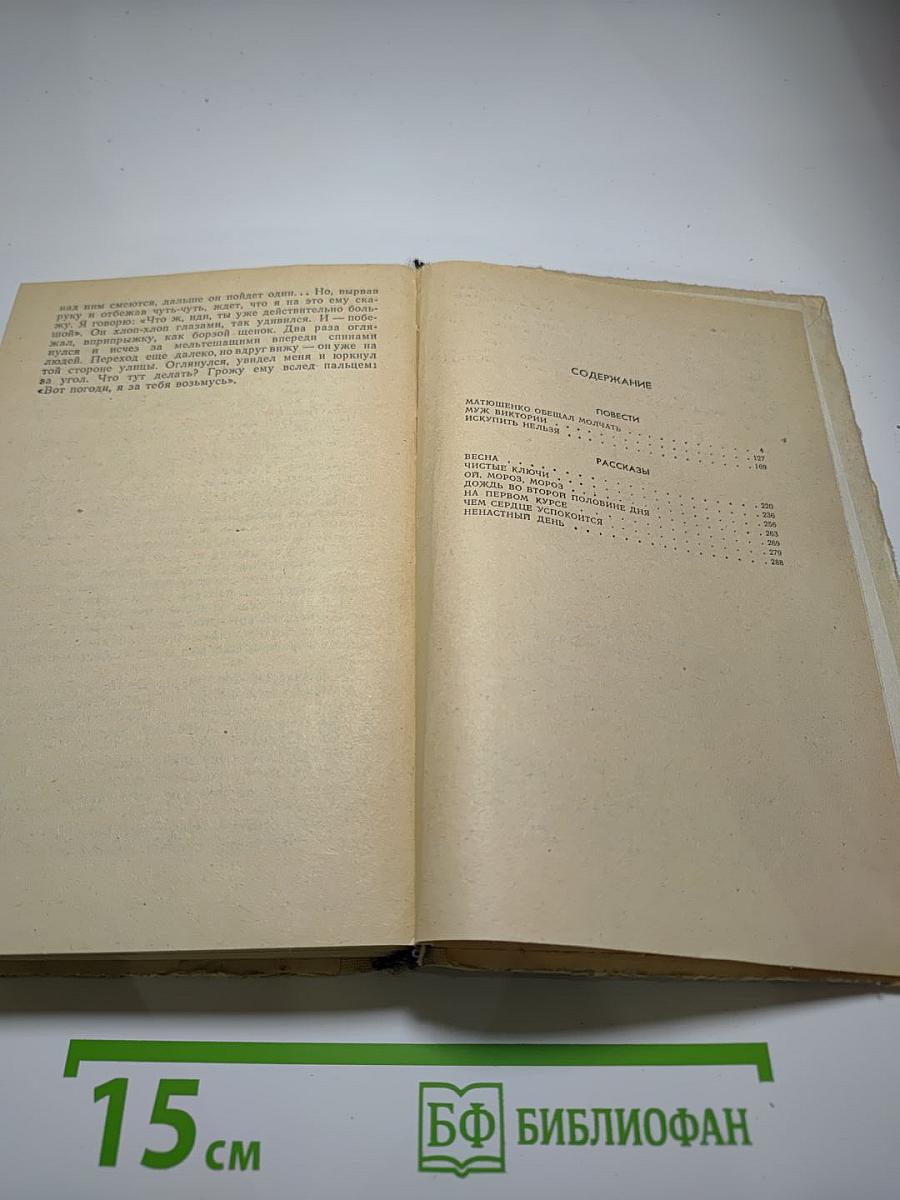 над ним смеются, дальше он пойдет один... Но, вырвав
руку и отбежав чуть-чуть, ждет, что я на это ему ска-
жу. Я говорю: «Что ж, иди, ты уже действительно боль-
шой». Он хлоп-хлоп глазами, так удивился. И — побе-
жал, вприпрыжку, как борзой щенок. Два раза огля-
нулся и исчез за мельтешащими впереди спинами
людей. Переход еще далеко, но вдруг вижу — он уже на
той стороне улицы. Оглянулся, увидел меня и юркнул
за угол. Что тут делать? Грожу ему вслед пальцем:
«Вот погоди, я за тебя возьмусь».
СОДЕРЖАНИЕ
ПОВЕСТИ
МАТЮШЕНКО ОБЕЩАЛ МОЛЧАТЬ . . . . . . . . 4
МУЖ ВИКТОРИИ . . . . . . . . . . . . 127
ИСКУПИТЬ НЕЛЬЗЯ . . . . . . . . . . . 169
РАССКАЗЫ
ВЕСНА . . . . . . . . . . . . . . . 220
ЧИСТЫЕ КЛЮЧИ . . . . . . . . . . . . 236
ОЙ, МОРОЗ, МОРОЗ . . . . . . . . . . . 256
ДОЖДЬ ВО ВТОРОЙ ПОЛОВИНЕ ДНЯ . . . . . . . 263
НА ПЕРВОМ КУРСЕ . . . . . . . . . . . 269
ЧЕМ СЕРДЦЕ УСПОКОИТСЯ . . . . . . . . . 279
НЕНАСТНЫЙ ДЕНЬ . . . . . . . . . . . 288
15 см
БФ БИБЛИОФАН